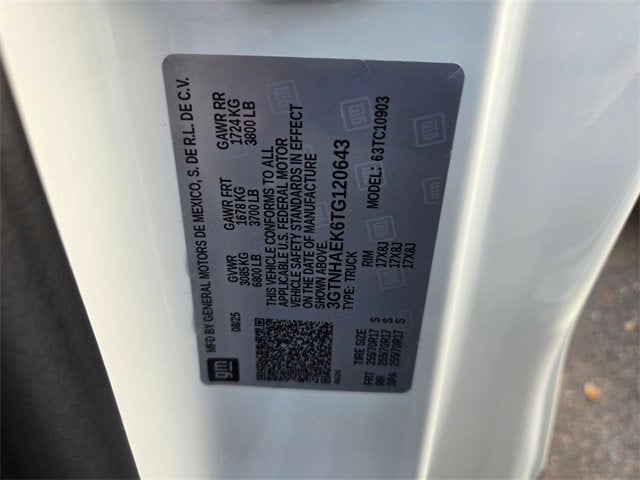 gm
MFD BY GENERAL MOTORS DE MEXICO, S. DE R.L. DE C.V.
08/25
GVWR GAWR FRT GAWR RR
3085 KG 1678 KG 1724 KG
6800 LB 3700 LB 3800 LB
THIS VEHICLE CONFORMS TO ALL
APPLICABLE U.S. FEDERAL MOTOR
VEHICLE SAFETY STANDARDS IN EFFECT
ON THE DATE OF MANUFACTURE
SHOWN ABOVE.
3GTNHAEK6TG120643
TYPE: TRUCK MODEL: 63TC10903
TIRE SIZE RIM
FRT 255/70R17 S 17X8J
RR 255/70R17 S 17X8J
SPA 255/70R17 S 17X8J